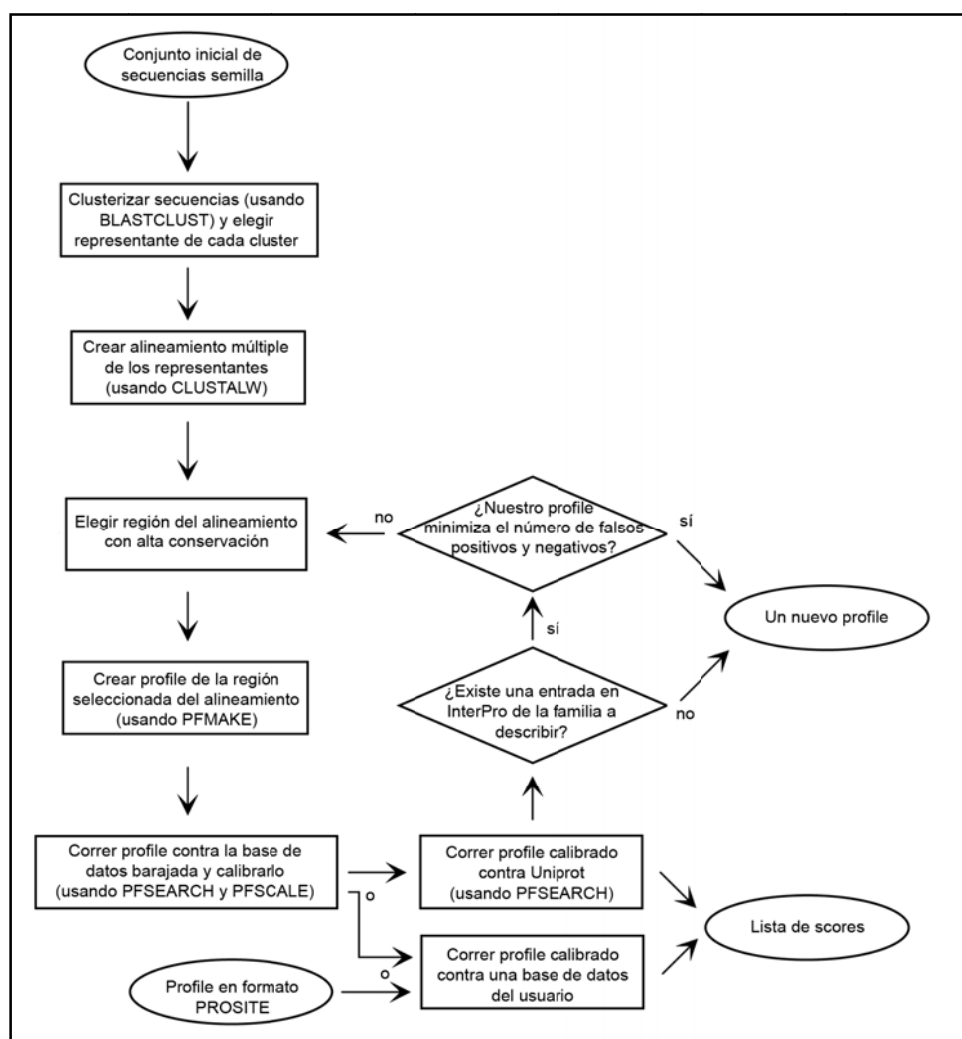 Conjunto inicial de
secuencias semilla
Clusterizar secuencias (usando
BLASTCLUST) y elegir
representante de cada cluster
Crear alineamiento múltiple
de los representantes
(usando CLUSTALW)
Elegir región del alineamiento
con alta conservación
no
¿Nuestro profile
minimiza el número de falsos
positivos y negativos?
sí
Un nuevo profile
sí
Crear profile de la región
seleccionada del alineamiento
(usando PFMAKE)
¿Existe una entrada en
InterPro de la familia a
describir?
no
Correr profile contra la base de
datos barajada y calibrarlo
(usando PFSEARCH y PFSCALE)
o
Correr profile calibrado
contra Uniprot
(usando PFSEARCH)
Lista de scores
Profile en formato
PROSITE
o
Correr profile calibrado
contra una base de datos
del usuario